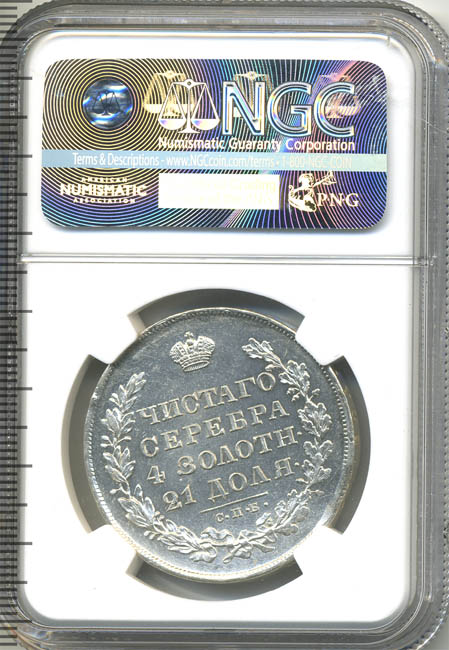 NGC
Numismatic Guaranty Corporation
Terms & Descriptions - www.NGCcoin.com/terms • 1-800-NGC-COIN
AMERICAN
NUMISMATIC
ASSOCIATION
PNG
ЧИСТАГО
СЕРЕБРА
4 ЗОЛОТН·
21 ДОЛЯ·
С·П·Б·